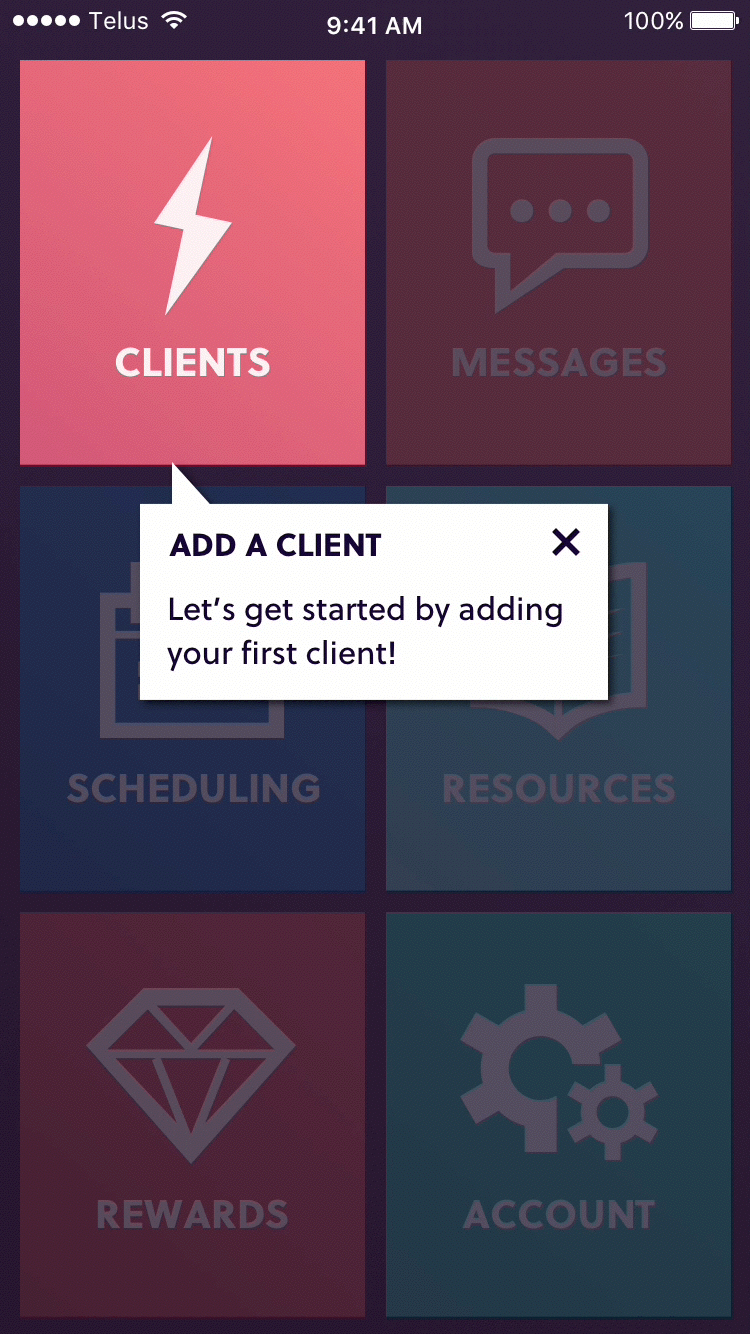 Telus 9:41 AM 100%
CLIENTS
MESSAGES
ADD A CLIENT
Let’s get started by adding
your first client!
SCHEDULING
RESOURCES
REWARDS
ACCOUNT